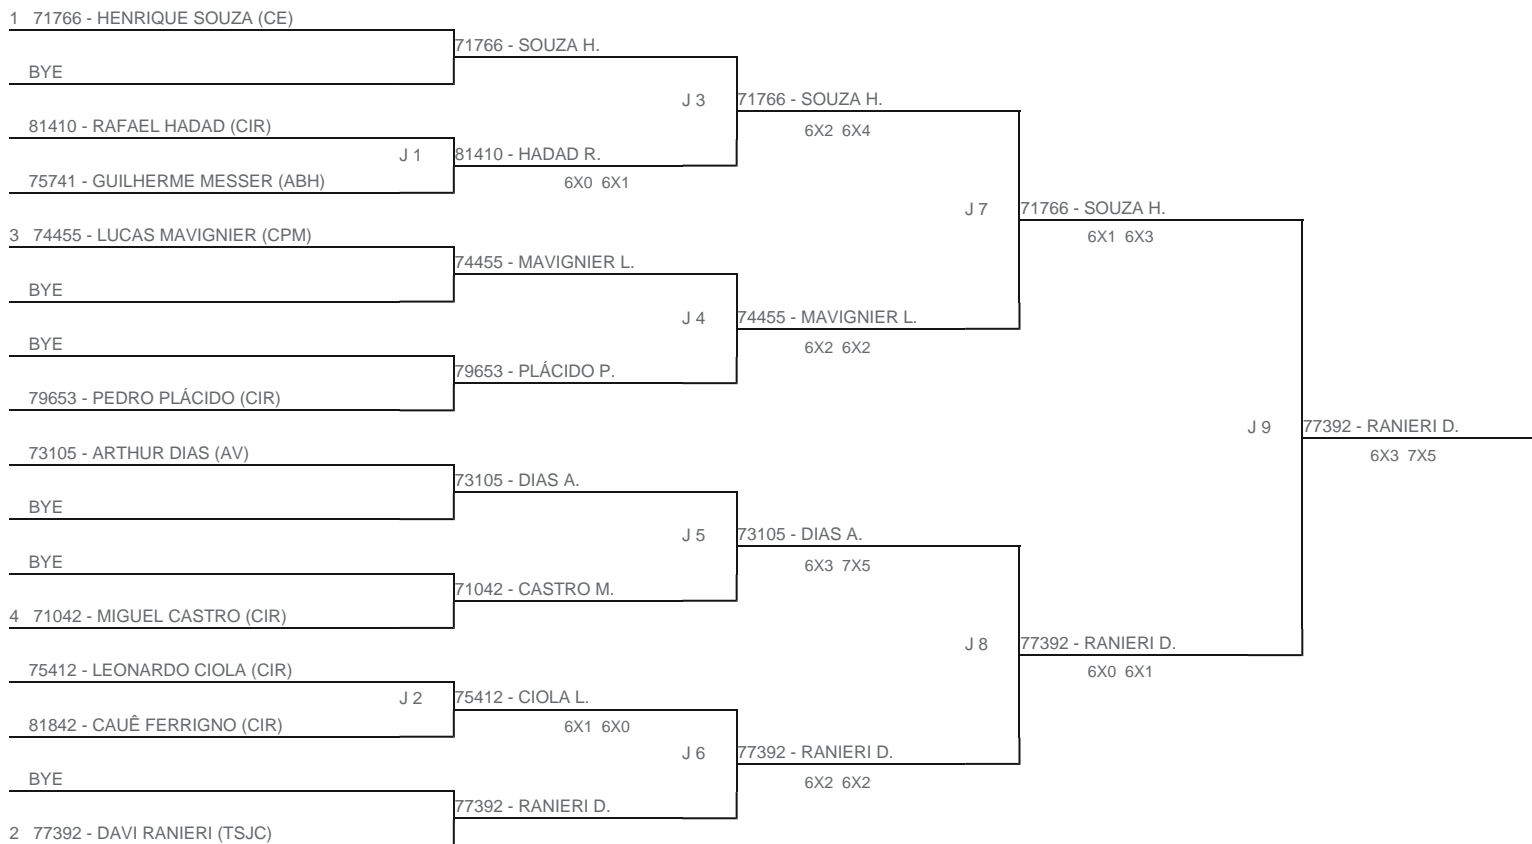 1 71766 - HENRIQUE SOUZA (CE)
71766 - SOUZA H.
BYE
J 3
71766 - SOUZA H.
6X2 6X4
81410 - RAFAEL HADAD (CIR)
J 1
81410 - HADAD R.
6X0 6X1
75741 - GUILHERME MESSER (ABH)
J 7
71766 - SOUZA H.
6X1 6X3
3 74455 - LUCAS MAVIGNIER (CPM)
74455 - MAVIGNIER L.
BYE
J 4
74455 - MAVIGNIER L.
6X2 6X2
BYE
79653 - PLÁCIDO P.
79653 - PEDRO PLÁCIDO (CIR)
J 9
77392 - RANIERI D.
6X3 7X5
73105 - ARTHUR DIAS (AV)
73105 - DIAS A.
BYE
J 5
73105 - DIAS A.
6X3 7X5
BYE
71042 - CASTRO M.
4 71042 - MIGUEL CASTRO (CIR)
J 8
77392 - RANIERI D.
6X0 6X1
75412 - LEONARDO CIOLA (CIR)
J 2
75412 - CIOLA L.
6X1 6X0
81842 - CAUÊ FERRIGNO (CIR)
J 6
77392 - RANIERI D.
6X2 6X2
BYE
77392 - RANIERI D.
2 77392 - DAVI RANIERI (TSJC)